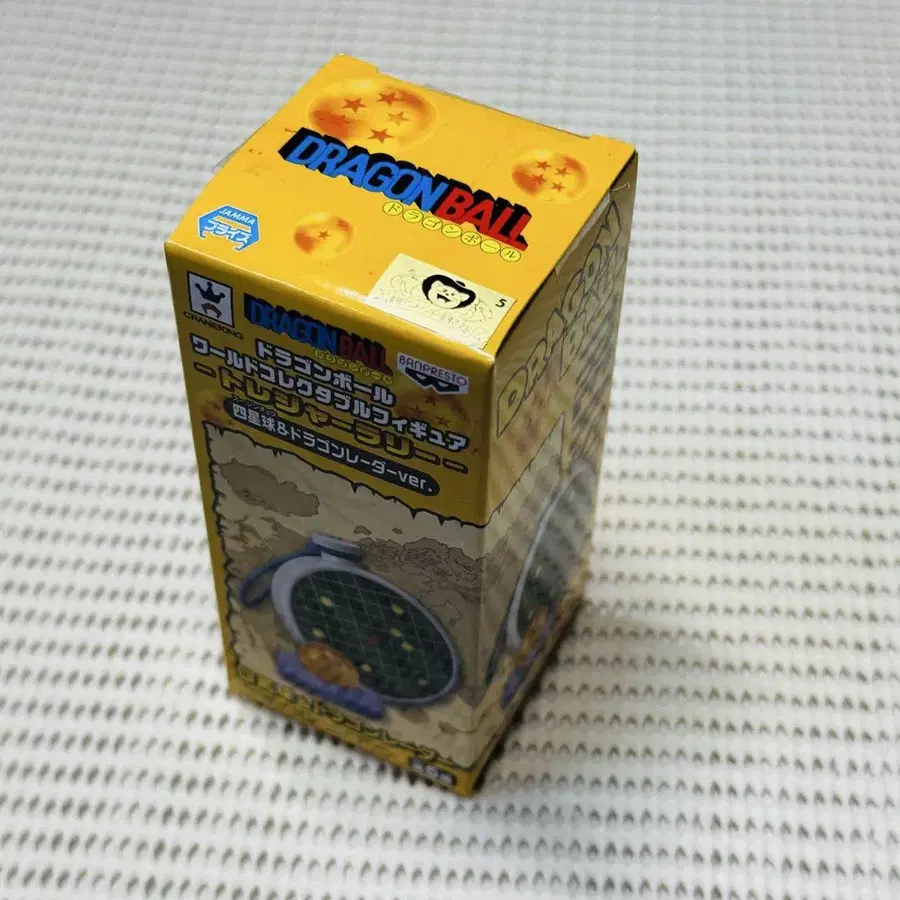 DRAGON BALL
ドラゴンボール
JAMMA
プライズ
S
CRANEKING
DRAGON BALL
ドラゴンボール
BANPRESTO
ドラゴンボール
ワールドコレクタブルフィギュア
-トレジャーラリー-
四星球&ドラゴンレーダーver.
DRAGON
BALL